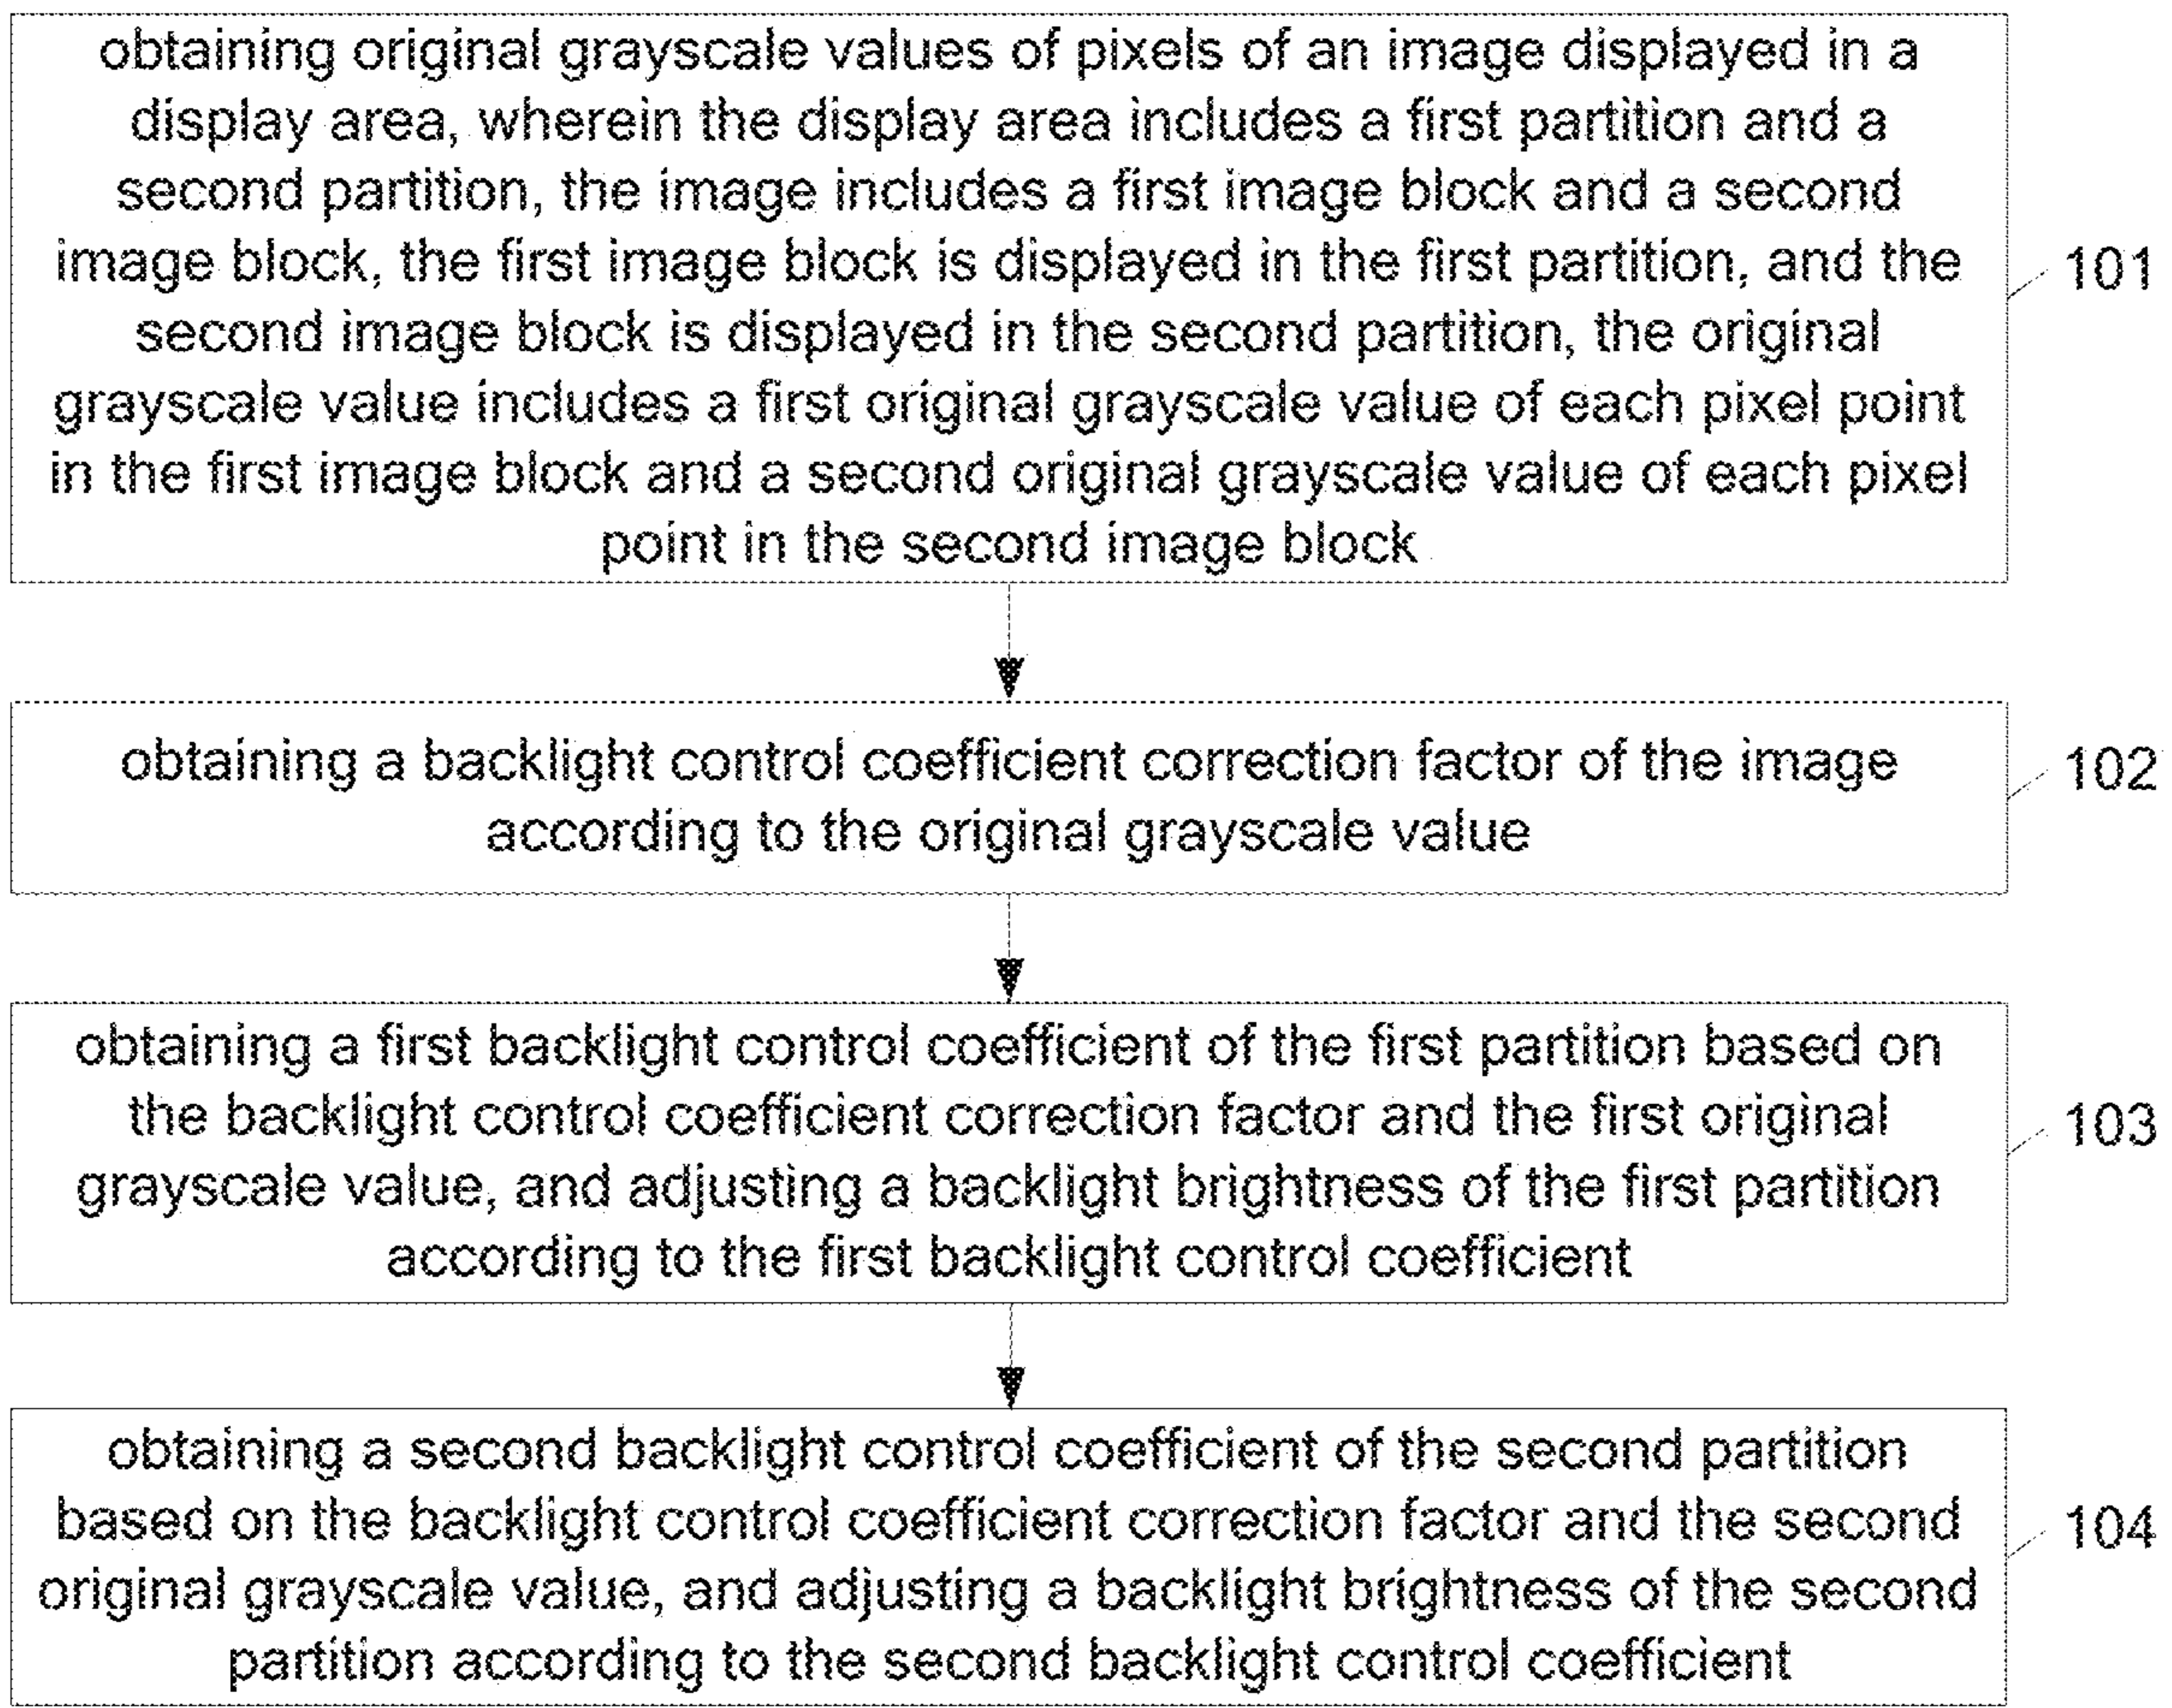 obtaining original grayscale values of pixels of an image displayed in a
display area, wherein the display area includes a first partition and a
second partition, the image includes a first image block and a second
image block, the first image block is displayed in the first partition, and the
second image block is displayed in the second partition, the original
grayscale value includes a first original grayscale value of each pixel point
in the first image block and a second original grayscale value of each pixel
point in the second image block
101
obtaining a backlight control coefficient correction factor of the image
according to the original grayscale value
102
obtaining a first backlight control coefficient of the first partition based on
the backlight control coefficient correction factor and the first original
grayscale value, and adjusting a backlight brightness of the first partition
according to the first backlight control coefficient
103
obtaining a second backlight control coefficient of the second partition
based on the backlight control coefficient correction factor and the second
original grayscale value, and adjusting a backlight brightness of the second
partition according to the second backlight control coefficient
104